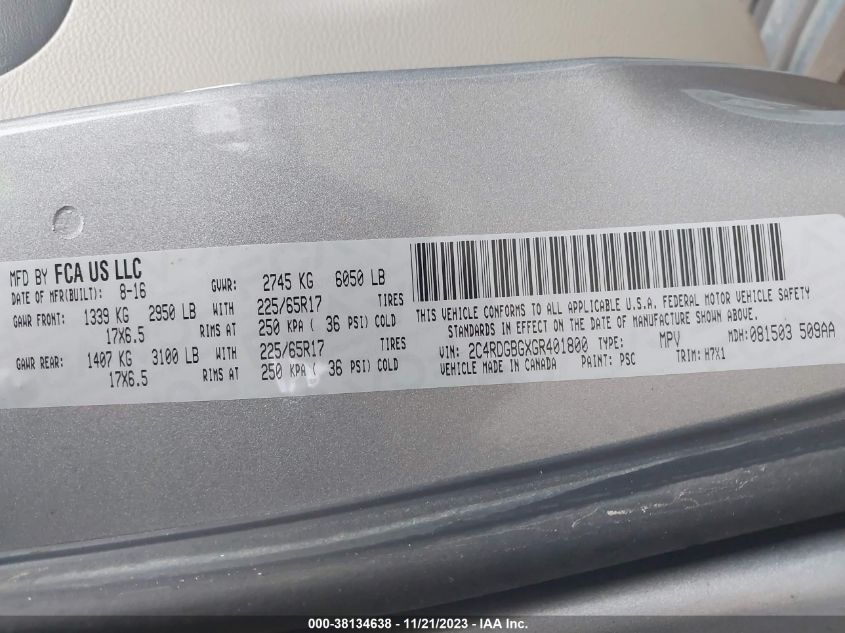 MFD BY FCA US LLC
DATE OF MFR(BUILT): 8-16 GVWR: 2745 KG 6050 LB
GAWR FRONT: 1339 KG 2950 LB WITH 225/65R17 TIRES
17X6.5 RIMS AT 250 KPA ( 36 PSI) COLD
GAWR REAR: 1407 KG 3100 LB WITH 225/65R17 TIRES
17X6.5 RIMS AT 250 KPA ( 36 PSI) COLD
THIS VEHICLE CONFORMS TO ALL APPLICABLE U.S.A. FEDERAL MOTOR VEHICLE SAFETY
STANDARDS IN EFFECT ON THE DATE OF MANUFACTURE SHOWN ABOVE.
VIN: 2C4RDGBGXGR401800 TYPE: MPV MDH: 081503 509AA
VEHICLE MADE IN CANADA PAINT: PSC TRIM: H7X1
000-38134638 - 11/21/2023 - IAA Inc.